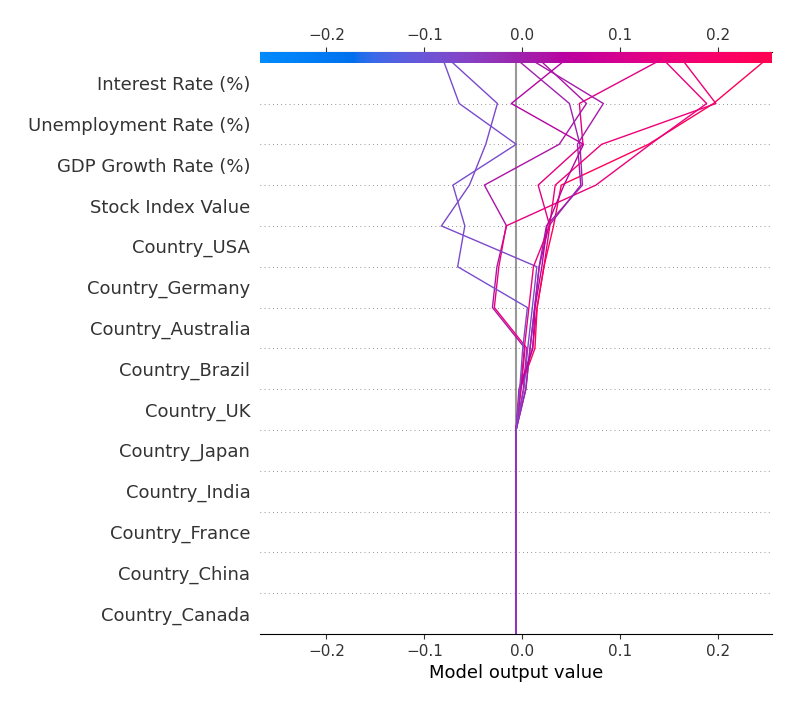 −0.2 −0.1 0.0 0.1 0.2
Interest Rate (%)
Unemployment Rate (%)
GDP Growth Rate (%)
Stock Index Value
Country_USA
Country_Germany
Country_Australia
Country_Brazil
Country_UK
Country_Japan
Country_India
Country_France
Country_China
Country_Canada
−0.2 −0.1 0.0 0.1 0.2
Model output value